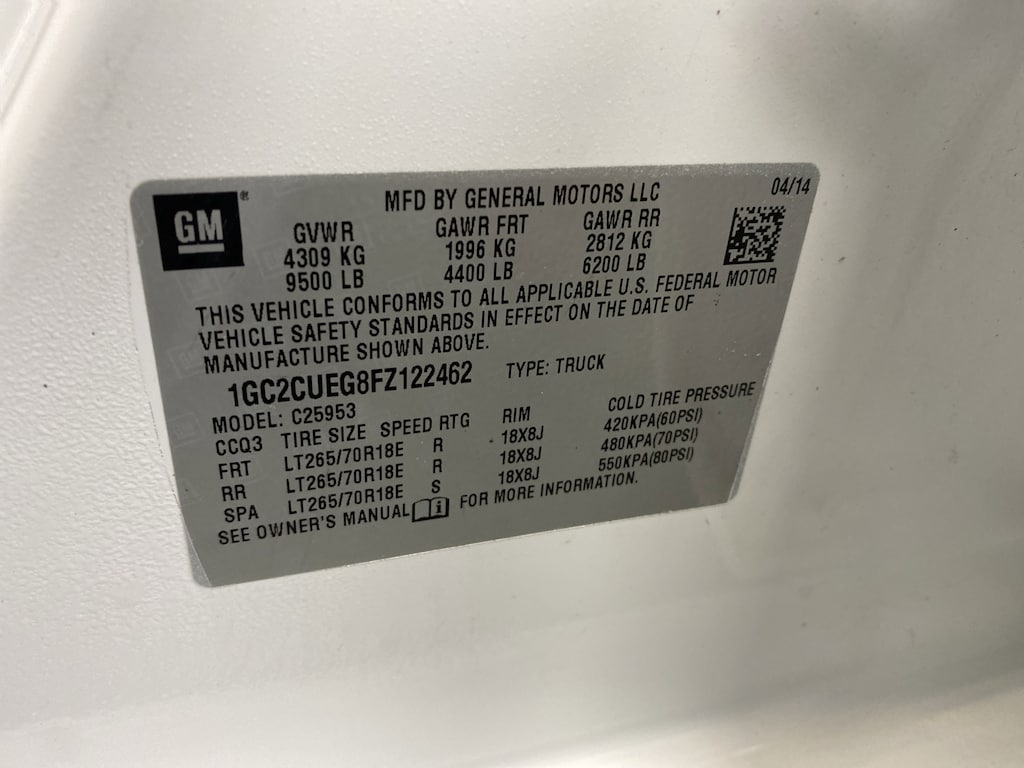 GM ® MFD BY GENERAL MOTORS LLC 04/14
GVWR GAWR FRT GAWR RR
4309 KG 1996 KG 2812 KG
9500 LB 4400 LB 6200 LB
THIS VEHICLE CONFORMS TO ALL APPLICABLE U.S. FEDERAL MOTOR
VEHICLE SAFETY STANDARDS IN EFFECT ON THE DATE OF
MANUFACTURE SHOWN ABOVE.
1GC2CUEG8FZ122462 TYPE: TRUCK
MODEL: C25953
CCQ3 TIRE SIZE SPEED RTG RIM COLD TIRE PRESSURE
FRT LT265/70R18E R 18X8J 420KPA(60PSI)
RR LT265/70R18E R 18X8J 480KPA(70PSI)
SPA LT265/70R18E S 18X8J 550KPA(80PSI)
SEE OWNER'S MANUAL FOR MORE INFORMATION.